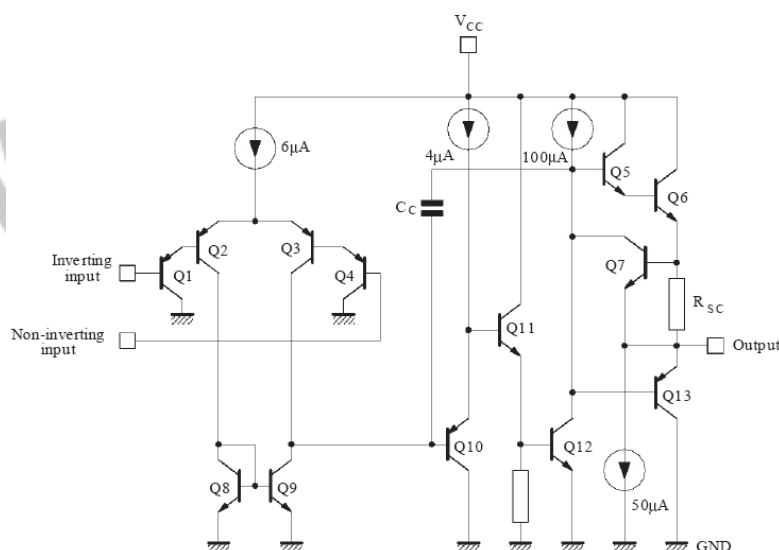 VCC
6µA
4µA
100µA
Q5
Q6
CC
Q2
Q3
Inverting
input
Q1
Q4
Q7
RSC
Non-inverting
input
Q11
Output
Q13
Q10
Q12
Q8
Q9
50µA
GND